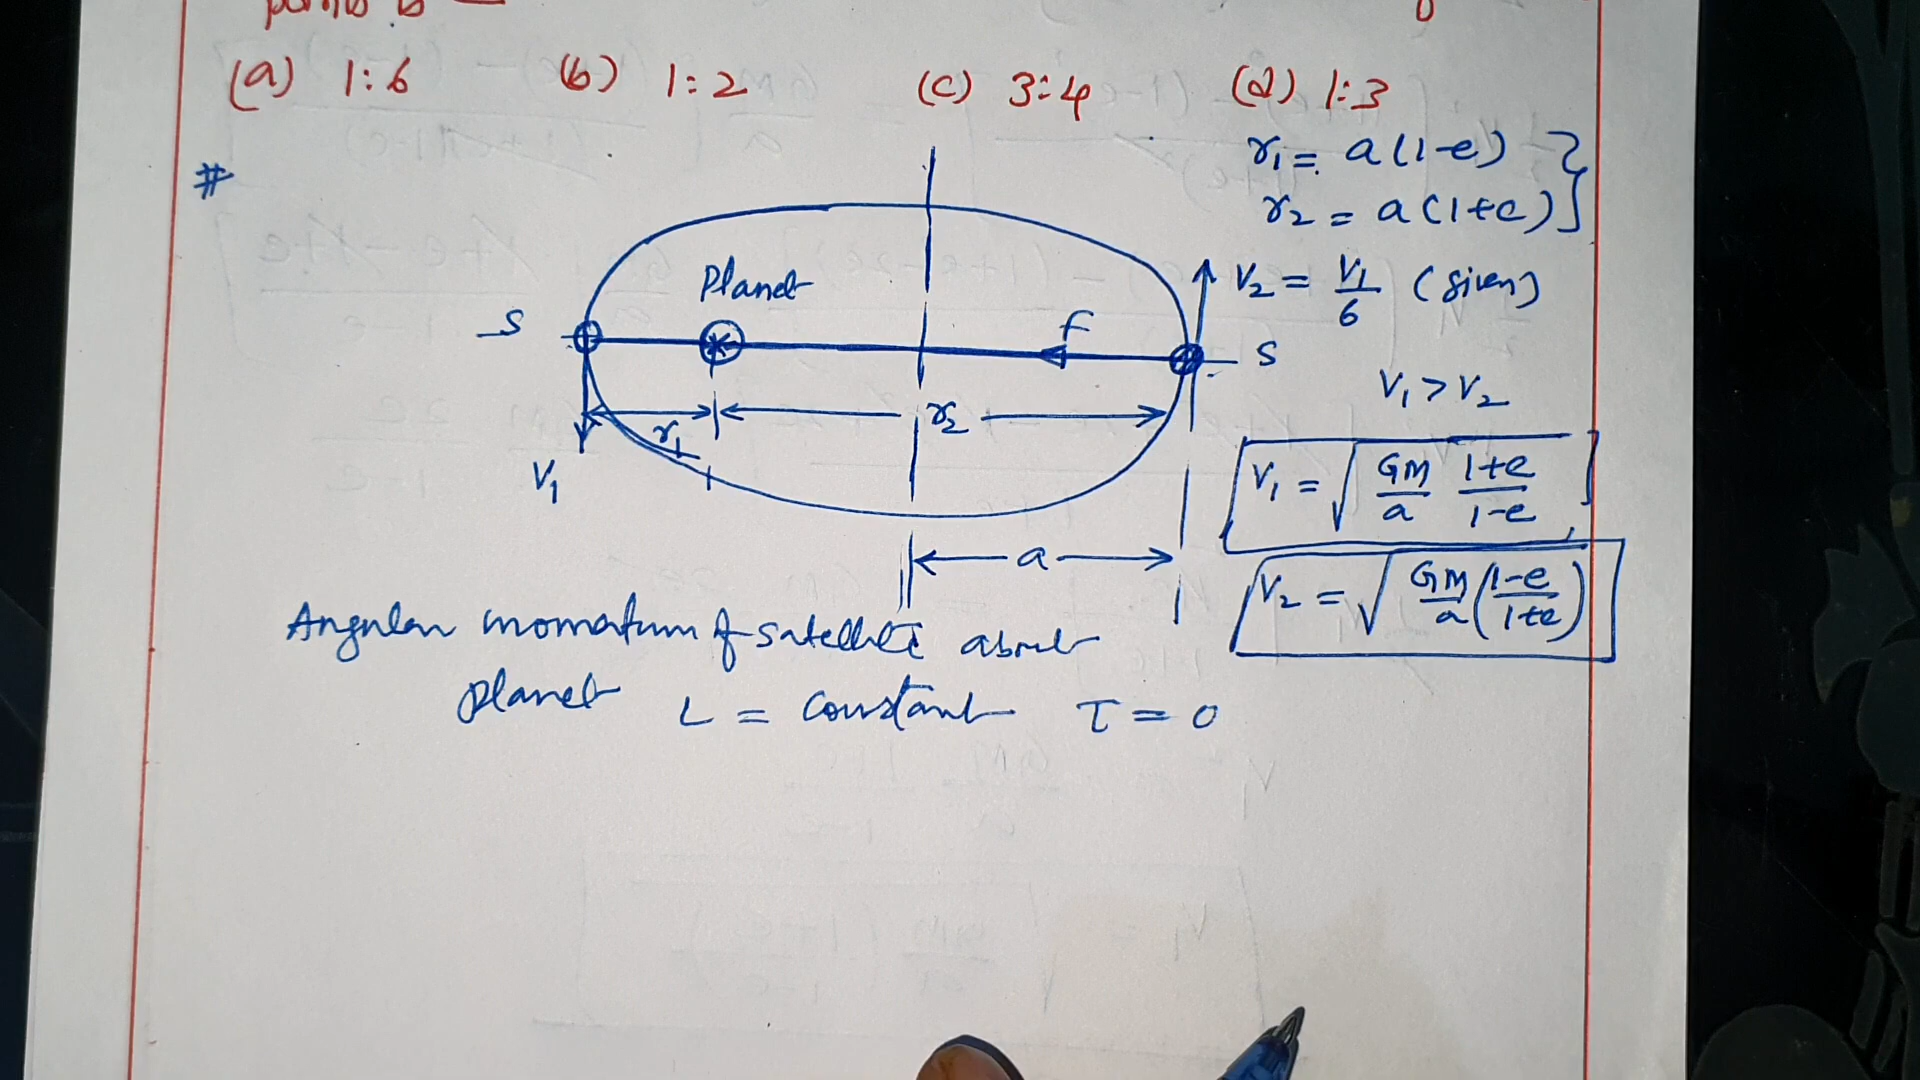 (a) 1:6 (b) 1:2 (c) 3:4 (d) 1:3
#
r₁ = a(1-e) }
r₂ = a(1+e) }
Planet
V₂ = V₁/6 (given)
S
F
S
V₁ > V₂
r₁
r₂
V₁
V₁ = √(GM/a 1+e/1-e)
a
V₂ = √(GM/a (1-e/1+e))
Angular momentum of satellite about
planet L = constant τ = 0